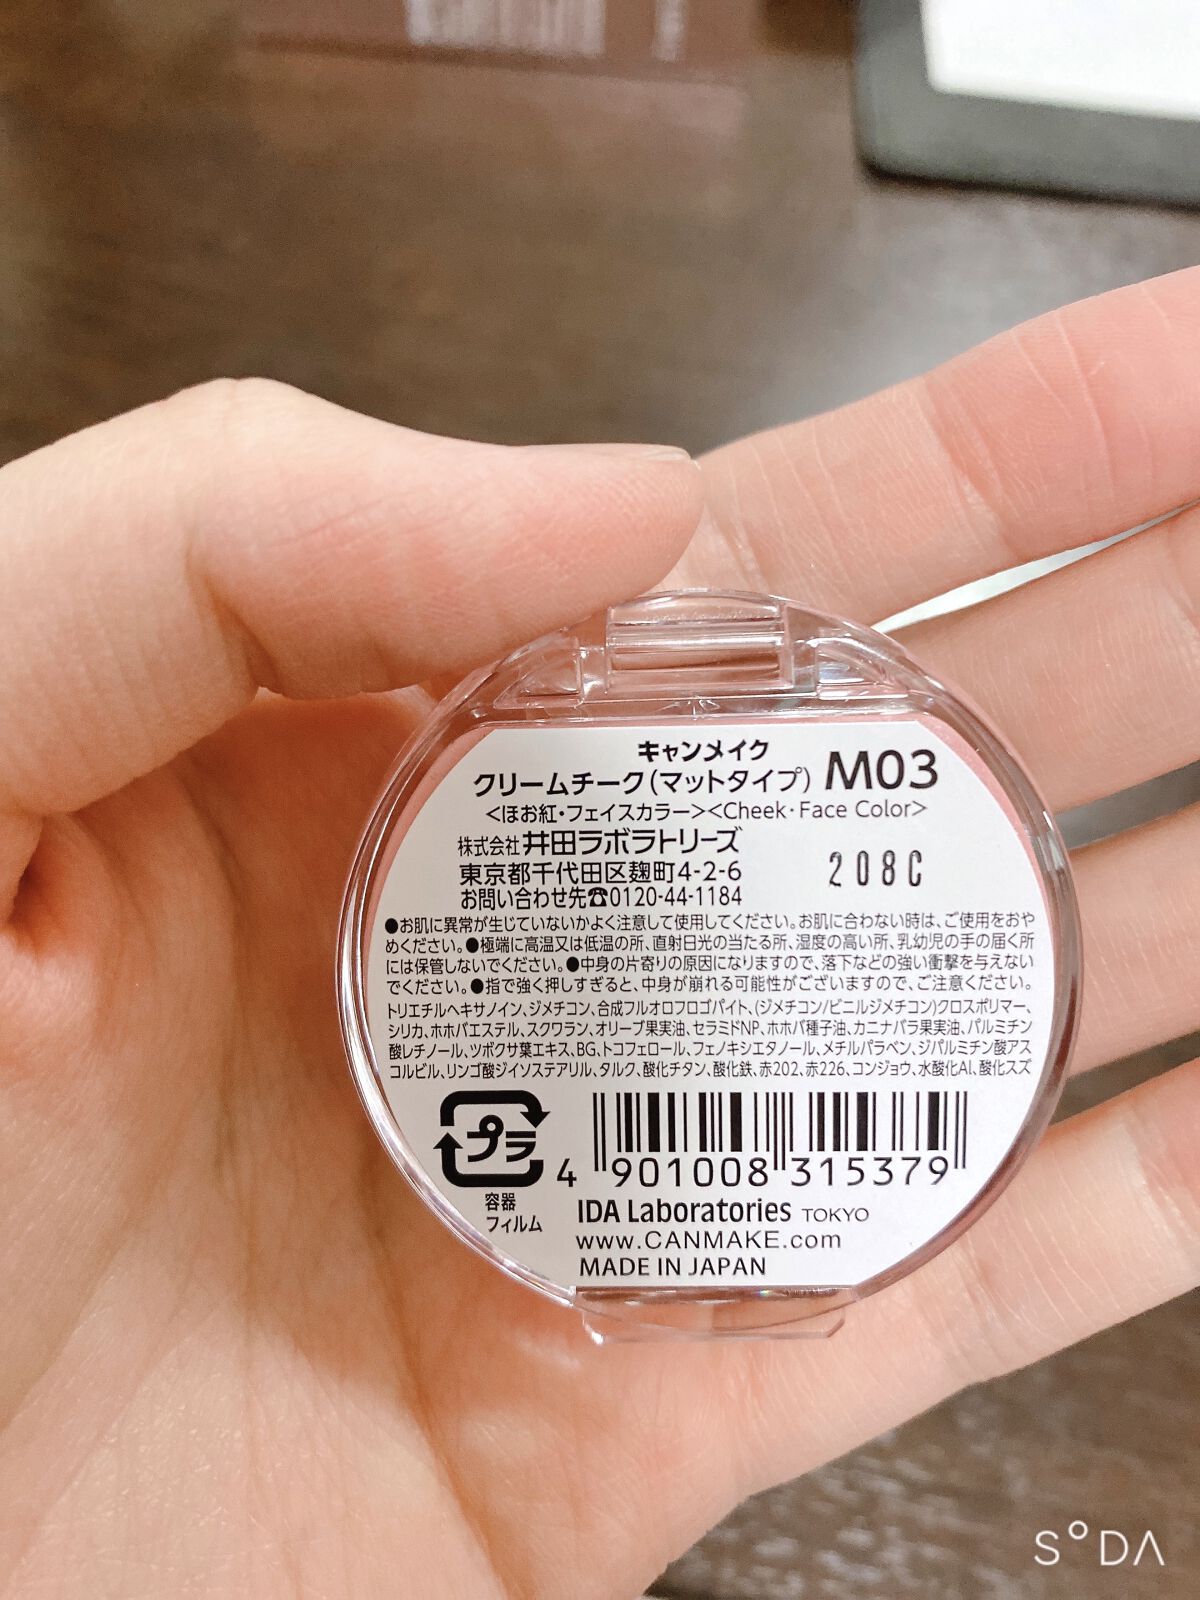 キャンメイク
クリームチーク(マットタイプ) M03
<ほお紅・フェイスカラー><Cheek・Face Color>
株式会社 井田ラボラトリーズ
東京都千代田区麹町4-2-6
お問い合わせ先☎0120-44-1184
208C
●お肌に異常が生じていないかよく注意して使用してください。お肌に合わない時は、ご使用をおや
めください。●極端に高温又は低温の所、直射日光の当たる所、湿度の高い所、乳幼児の手の届く所
には保管しないでください。●中身の片寄りの原因になりますので、落下などの強い衝撃を与えない
でください。●指で強く押しすぎると、中身が崩れる可能性がございますので、ご注意ください。
トリエチルヘキサノイン、ジメチコン、合成フルオロフロゴパイト、(ジメチコン/ビニルジメチコン)クロスポリマー、
シリカ、ホホバエステル、スクワラン、オリーブ果実油、セラミドNP、ホホバ種子油、カニナバラ果実油、パルミチン
酸レチノール、ツボクサ葉エキス、BG、トコフェロール、フェノキシエタノール、メチルパラベン、ジパルミチン酸アス
コルビル、リンゴ酸ジイソステアリル、タルク、酸化チタン、酸化鉄、赤202、赤226、コンジョウ、水酸化Al、酸化スズ
プラ
容器
フィルム
4 901008 315379
IDA Laboratories TOKYO
www.CANMAKE.com
MADE IN JAPAN
SODA